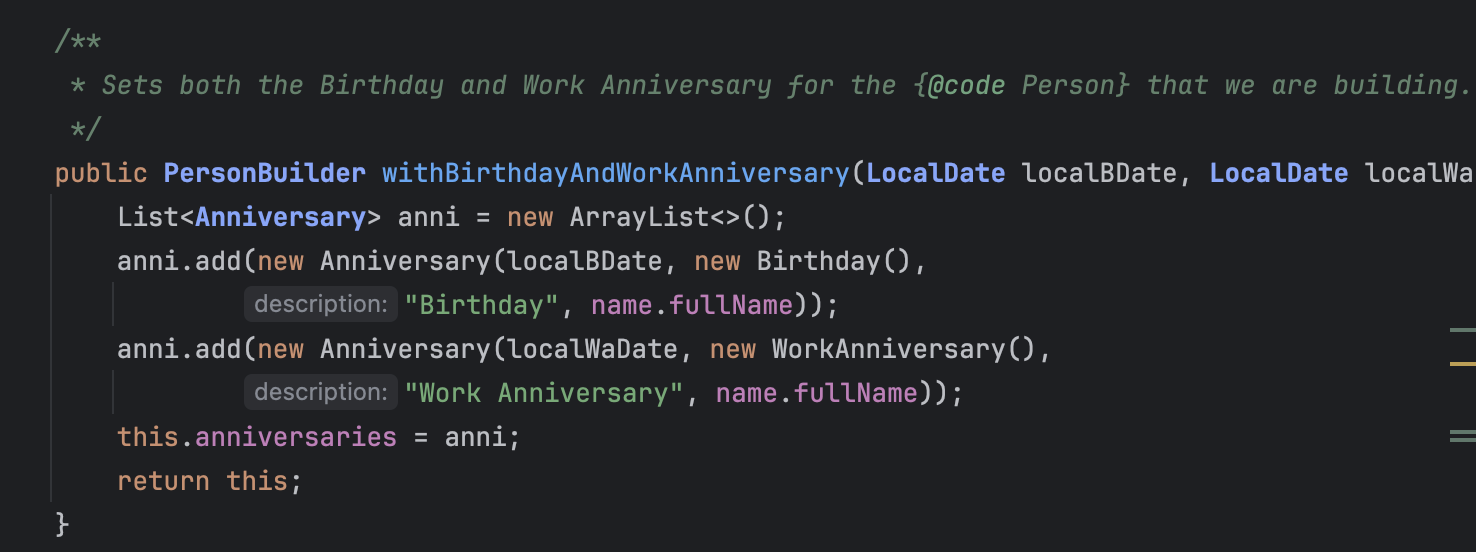 /**
 * Sets both the Birthday and Work Anniversary for the {@code Person} that we are building.
 */
public PersonBuilder withBirthdayAndWorkAnniversary(LocalDate localBDate, LocalDate localWa
    List<Anniversary> anni = new ArrayList<>();
    anni.add(new Anniversary(localBDate, new Birthday(),
            description: "Birthday", name.fullName));
    anni.add(new Anniversary(localWaDate, new WorkAnniversary(),
            description: "Work Anniversary", name.fullName));
    this.anniversaries = anni;
    return this;
}